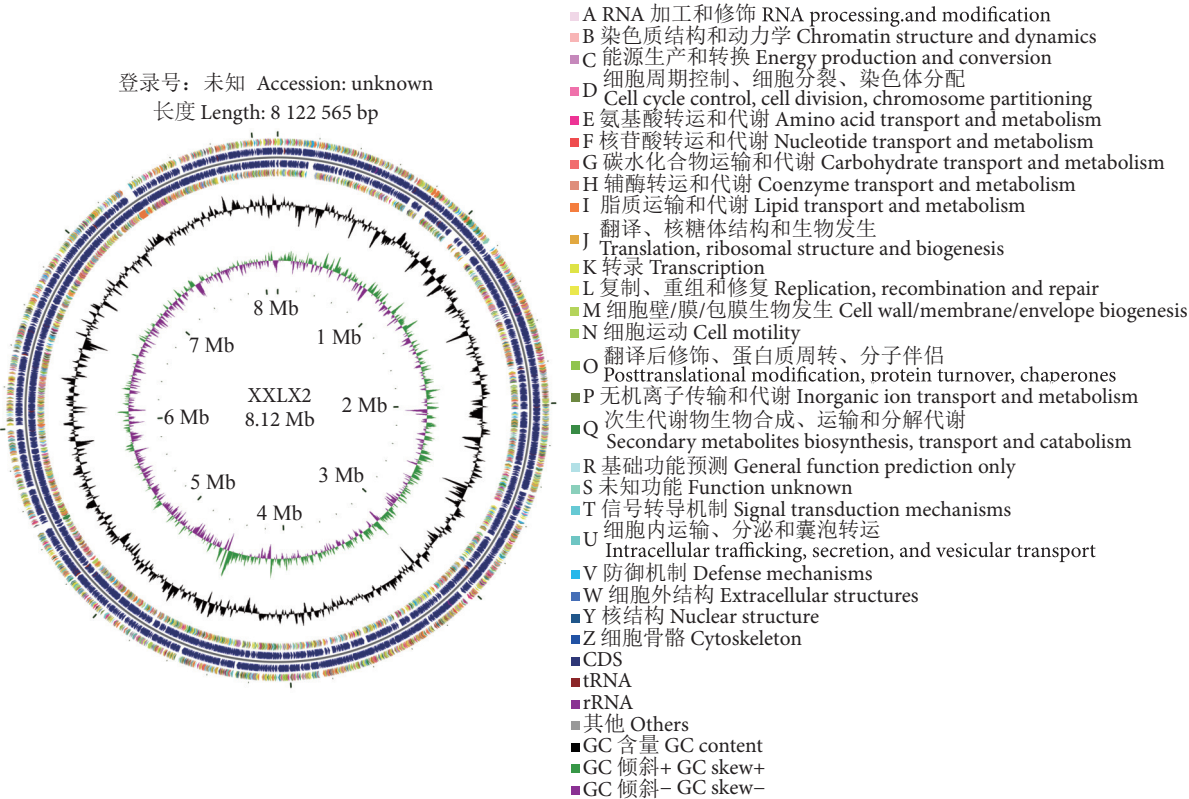 登录号：未知 Accession: unknown
长度 Length: 8 122 565 bp
8 Mb
1 Mb
7 Mb
XXLX2
8.12 Mb
2 Mb
6 Mb
3 Mb
5 Mb
4 Mb
A RNA 加工和修饰 RNA processing.and modification
B 染色质结构和动力学 Chromatin structure and dynamics
C 能源生产和转换 Energy production and conversion
D 细胞周期控制、细胞分裂、染色体分配
Cell cycle control, cell division, chromosome partitioning
E 氨基酸转运和代谢 Amino acid transport and metabolism
F 核苷酸转运和代谢 Nucleotide transport and metabolism
G 碳水化合物运输和代谢 Carbohydrate transport and metabolism
H 辅酶转运和代谢 Coenzyme transport and metabolism
I 脂质运输和代谢 Lipid transport and metabolism
J 翻译、核糖体结构和生物发生
Translation, ribosomal structure and biogenesis
K 转录 Transcription
L 复制、重组和修复 Replication, recombination and repair
M 细胞壁/膜/包膜生物发生 Cell wall/membrane/envelope biogenesis
N 细胞运动 Cell motility
O 翻译后修饰、蛋白质周转、分子伴侣
Posttranslational modification, protein turnover, chaperones
P 无机离子传输和代谢 Inorganic ion transport and metabolism
Q 次生代谢物生物合成、运输和分解代谢
Secondary metabolites biosynthesis, transport and catabolism
R 基础功能预测 General function prediction only
S 未知功能 Function unknown
T 信号转导机制 Signal transduction mechanisms
U 细胞内运输、分泌和囊泡转运
Intracellular trafficking, secretion, and vesicular transport
V 防御机制 Defense mechanisms
W 细胞外结构 Extracellular structures
Y 核结构 Nuclear structure
Z 细胞骨骼 Cytoskeleton
CDS
tRNA
rRNA
其他 Others
GC 含量 GC content
GC 倾斜+ GC skew+
GC 倾斜− GC skew−